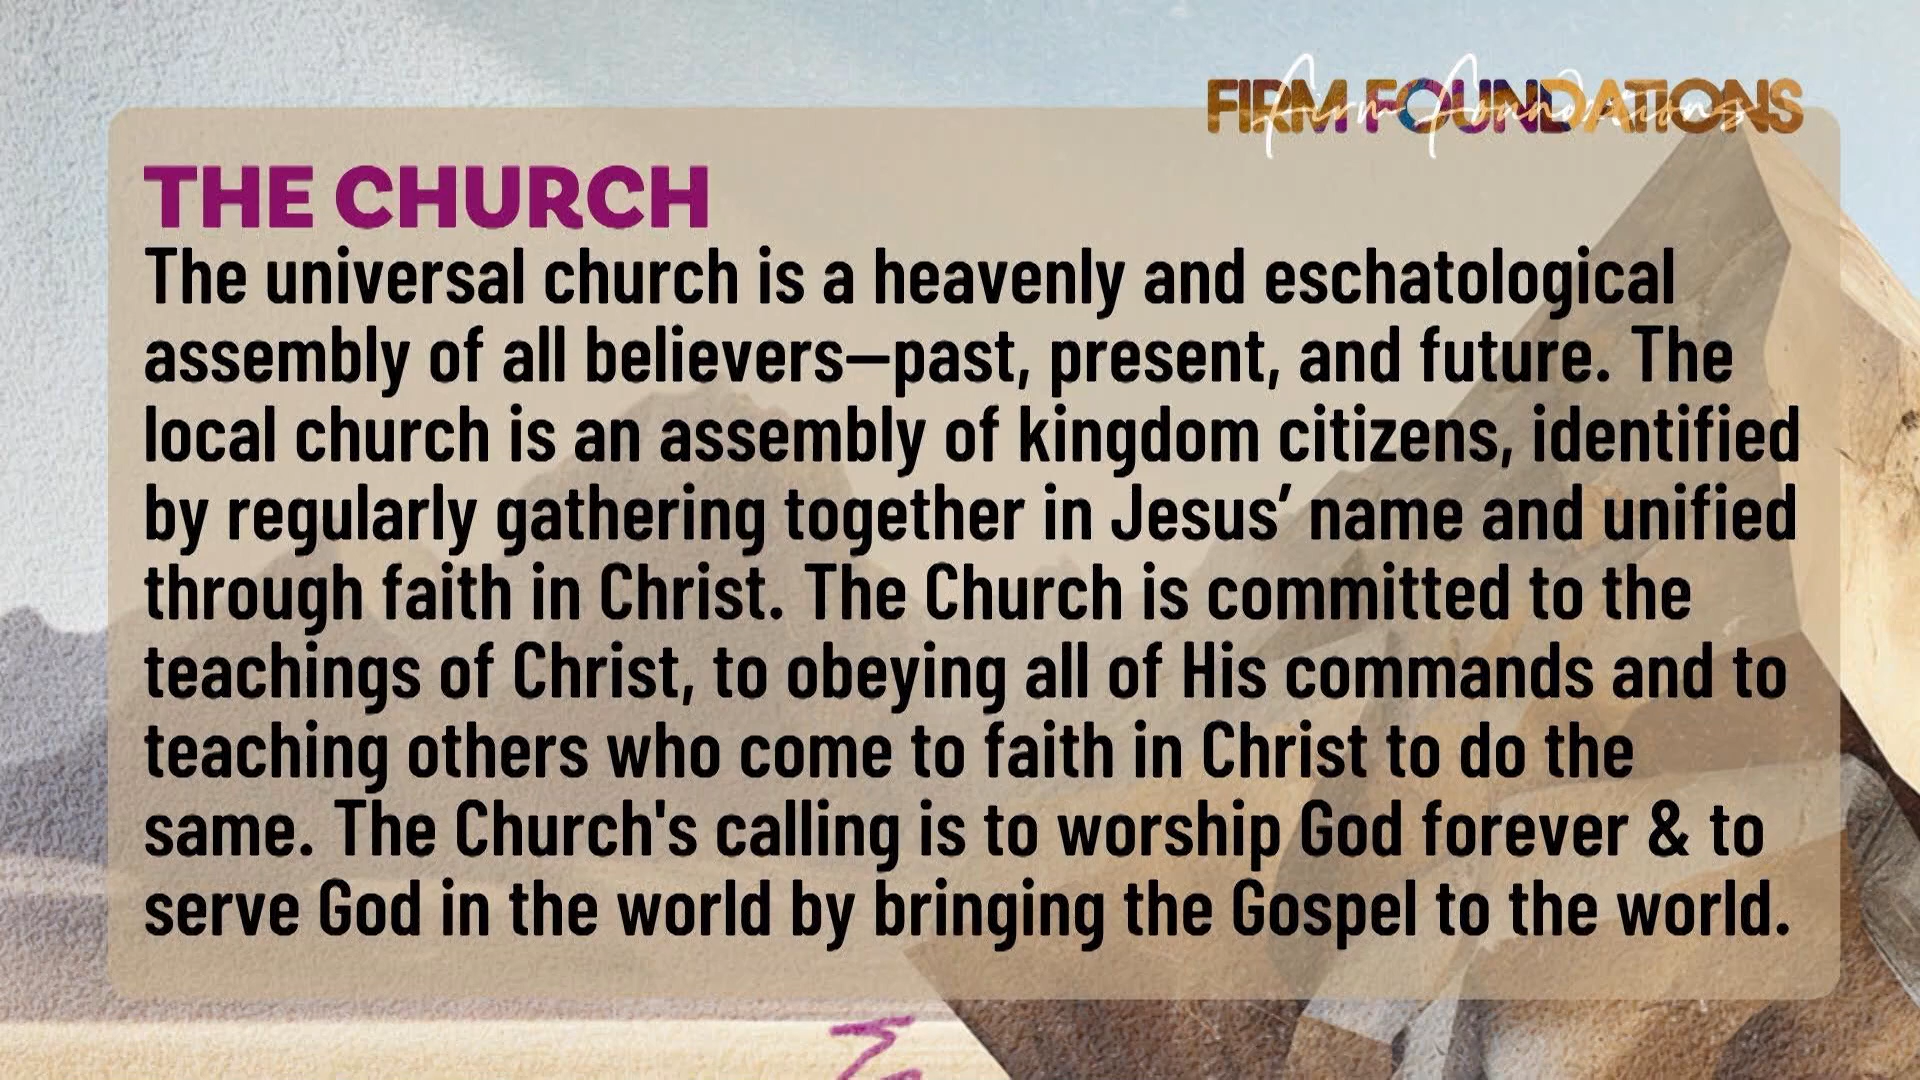 FIRM FOUNDATIONS
Firm Foundations
THE CHURCH
The universal church is a heavenly and eschatological
assembly of all believers—past, present, and future. The
local church is an assembly of kingdom citizens, identified
by regularly gathering together in Jesus’ name and unified
through faith in Christ. The Church is committed to the
teachings of Christ, to obeying all of His commands and to
teaching others who come to faith in Christ to do the
same. The Church's calling is to worship God forever & to
serve God in the world by bringing the Gospel to the world.